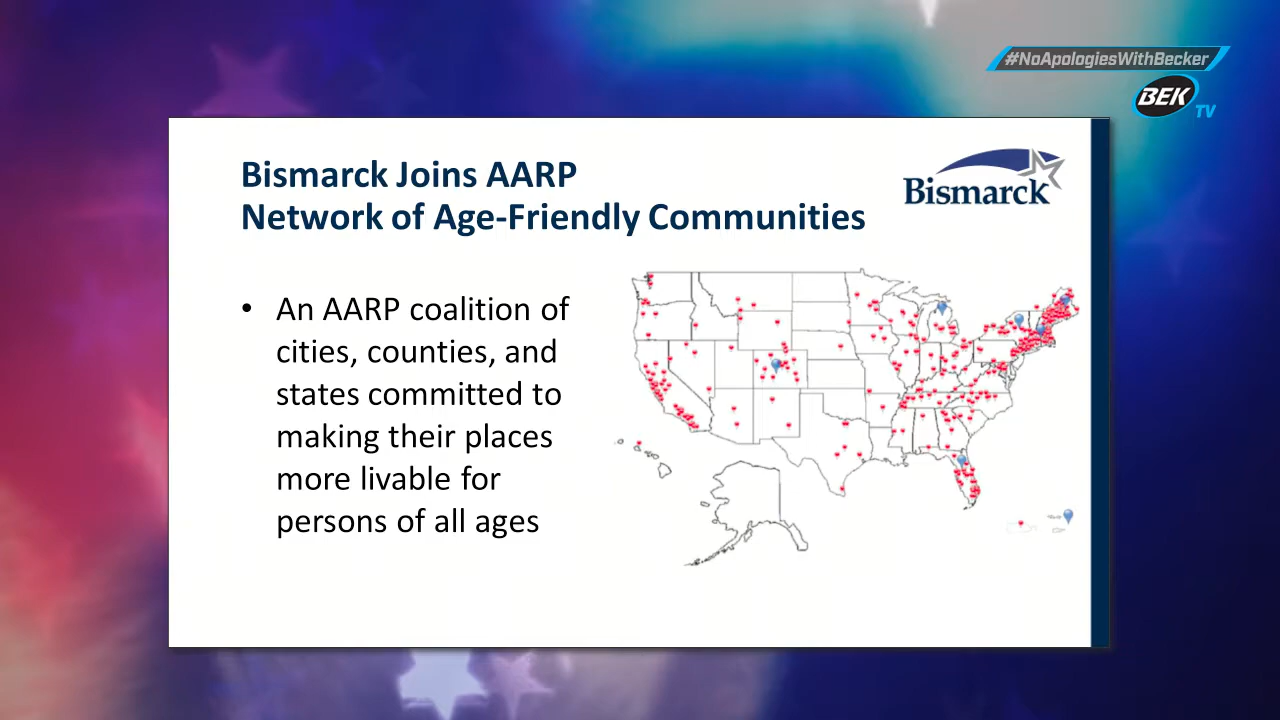 #NoApologiesWithBecker
BEK
TV
Bismarck Joins AARP
Network of Age-Friendly Communities
Bismarck
• An AARP coalition of
cities, counties, and
states committed to
making their places
more livable for
persons of all ages